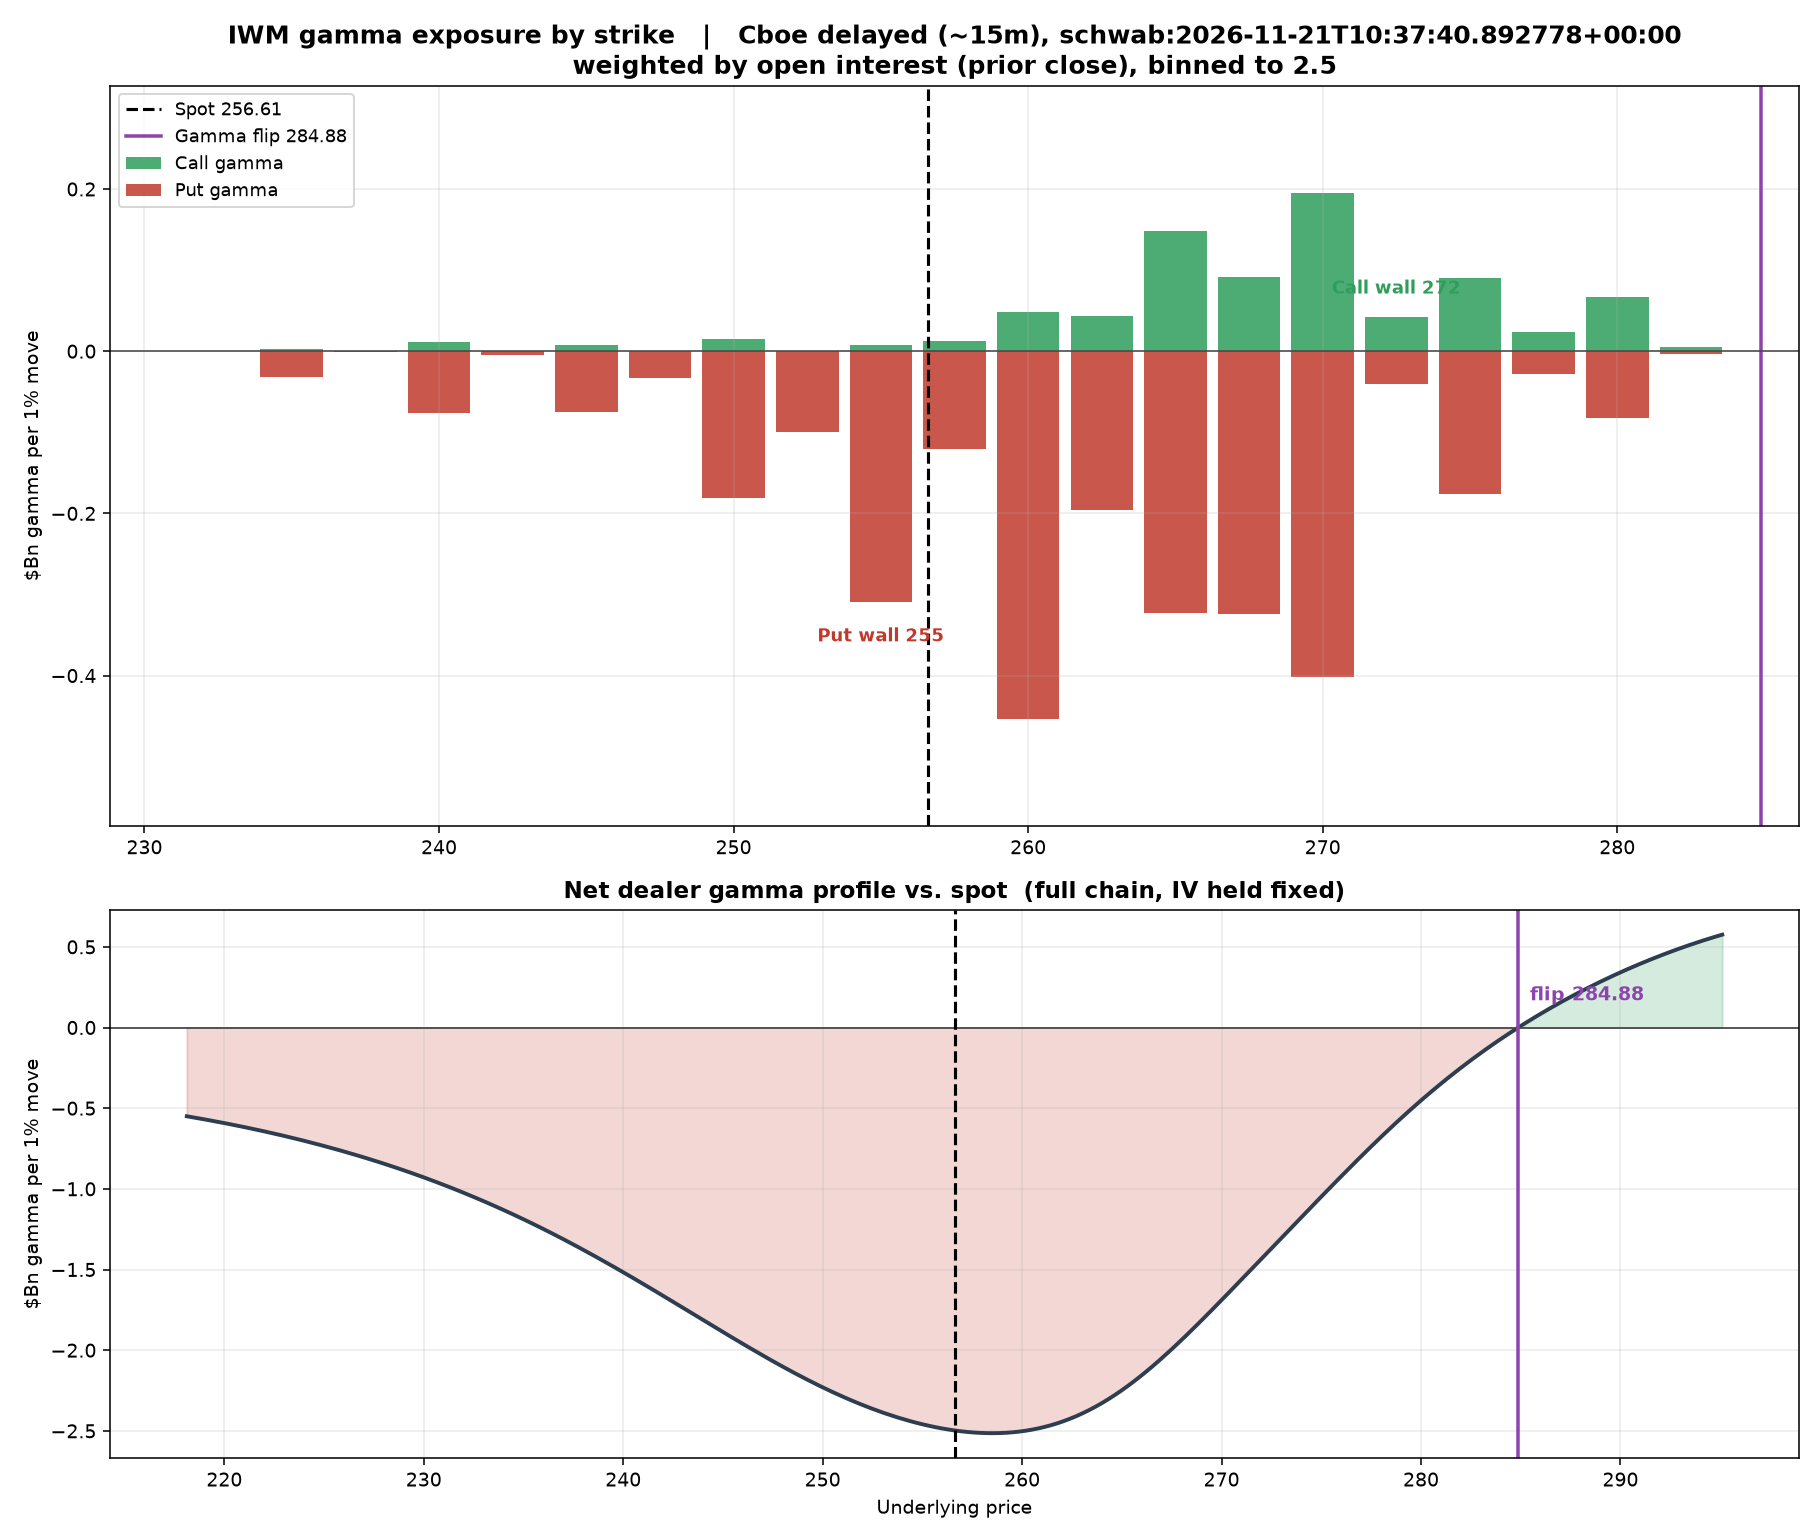 IWM gamma exposure by strike | Cboe delayed (~15m), schwab:2026-11-21T10:37:40.892778+00:00
weighted by open interest (prior close), binned to 2.5
Spot 256.61
Gamma flip 284.88
Call gamma
Put gamma
$Bn gamma per 1% move
0.2
0.0
−0.2
−0.4
Call wall 272
Put wall 255
230 240 250 260 270 280
Net dealer gamma profile vs. spot (full chain, IV held fixed)
$Bn gamma per 1% move
0.5
0.0
−0.5
−1.0
−1.5
−2.0
−2.5
flip 284.88
220 230 240 250 260 270 280 290
Underlying price